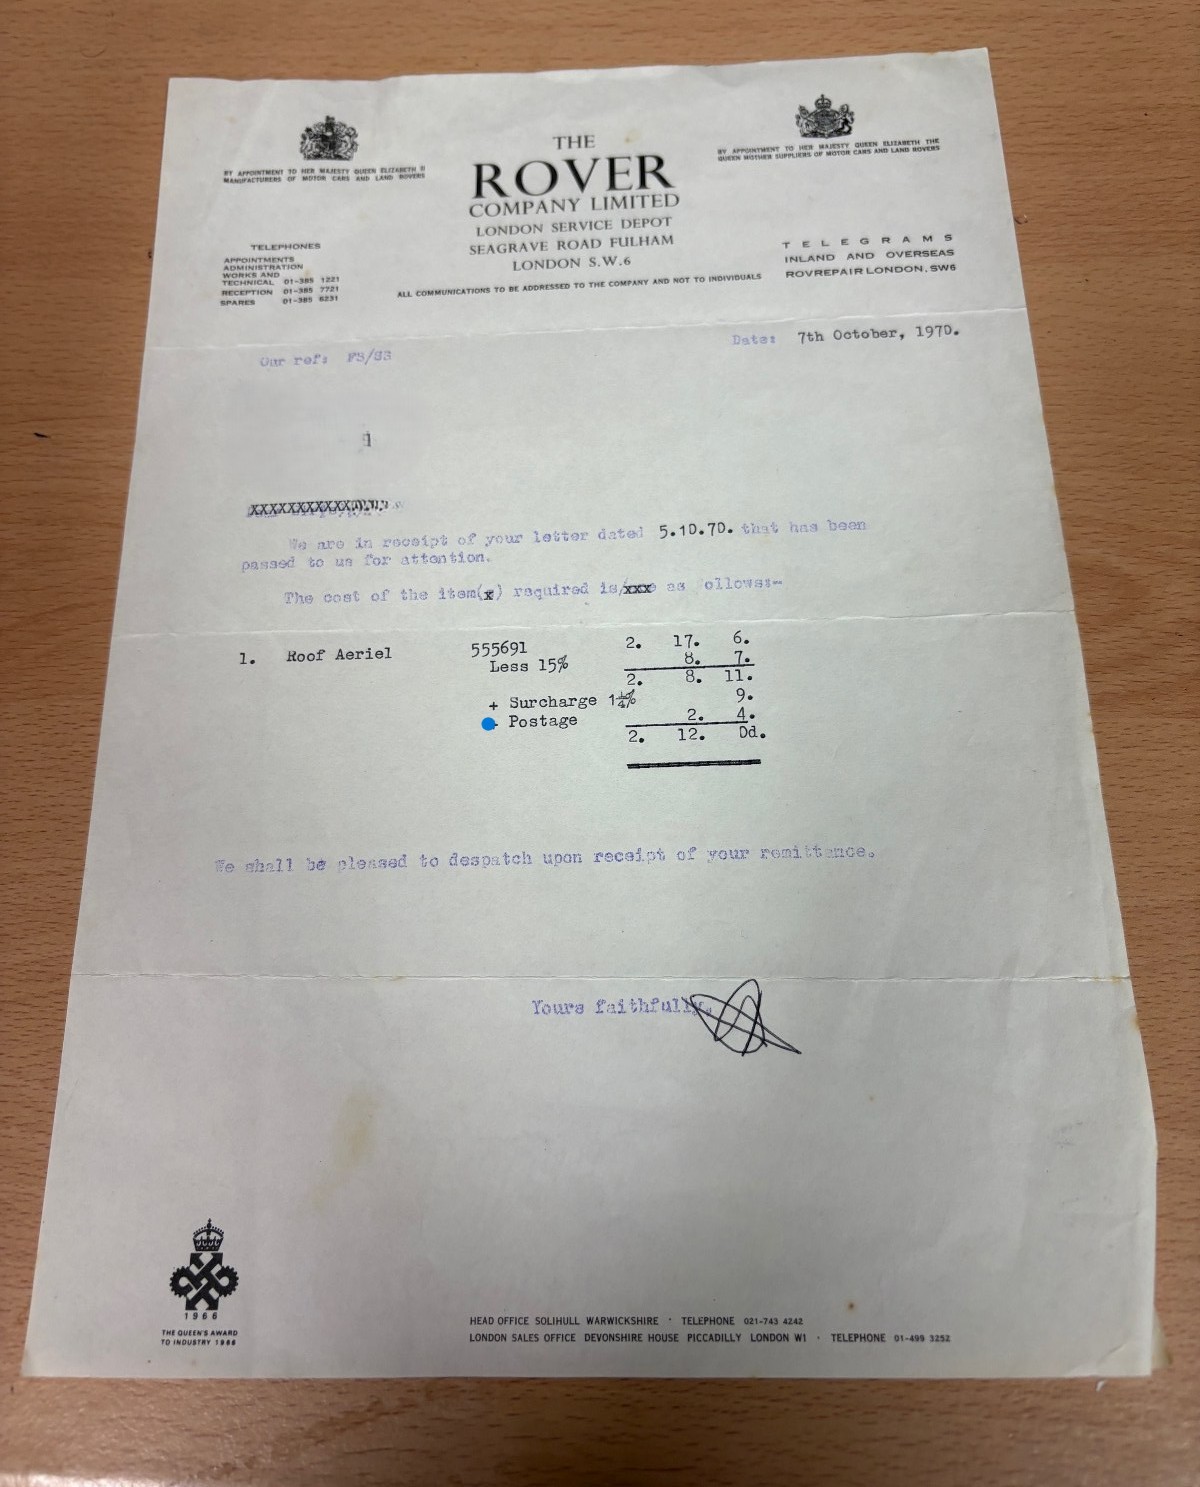 BY APPOINTMENT TO HER MAJESTY QUEEN ELIZABETH II
MANUFACTURERS OF MOTOR CARS AND LAND ROVERS
THE
ROVER
COMPANY LIMITED
LONDON SERVICE DEPOT
SEAGRAVE ROAD FULHAM
LONDON S.W.6
BY APPOINTMENT TO HER MAJESTY QUEEN ELIZABETH THE
QUEEN MOTHER SUPPLIERS OF MOTOR CARS AND LAND ROVERS
TELEPHONES
APPOINTMENTS
ADMINISTRATION
WORKS AND
TECHNICAL 01-385 1221
RECEPTION 01-385 7721
SPARES 01-385 6231
TELEGRAMS
INLAND AND OVERSEAS
ROVREPAIR LONDON. SW6
ALL COMMUNICATIONS TO BE ADDRESSED TO THE COMPANY AND NOT TO INDIVIDUALS
Our ref: FS/SS
Date: 7th October, 1970.
We are in receipt of your letter dated 5.10.70. that has been
passed to us for attention.
The cost of the item(x) required is/xxx as ollows:-
1. Roof Aeriel 555691 2. 17. 6.
Less 15% 8. 7.
2. 8. 11.
+ Surcharge 1¼% 9.
Postage 2. 4.
2. 12. 0d.
We shall be pleased to despatch upon receipt of your remittance.
Yours faithfully,
1966
THE QUEEN'S AWARD
TO INDUSTRY 1966
HEAD OFFICE SOLIHULL WARWICKSHIRE · TELEPHONE 021-743 4242
LONDON SALES OFFICE DEVONSHIRE HOUSE PICCADILLY LONDON W1 · TELEPHONE 01-499 3252